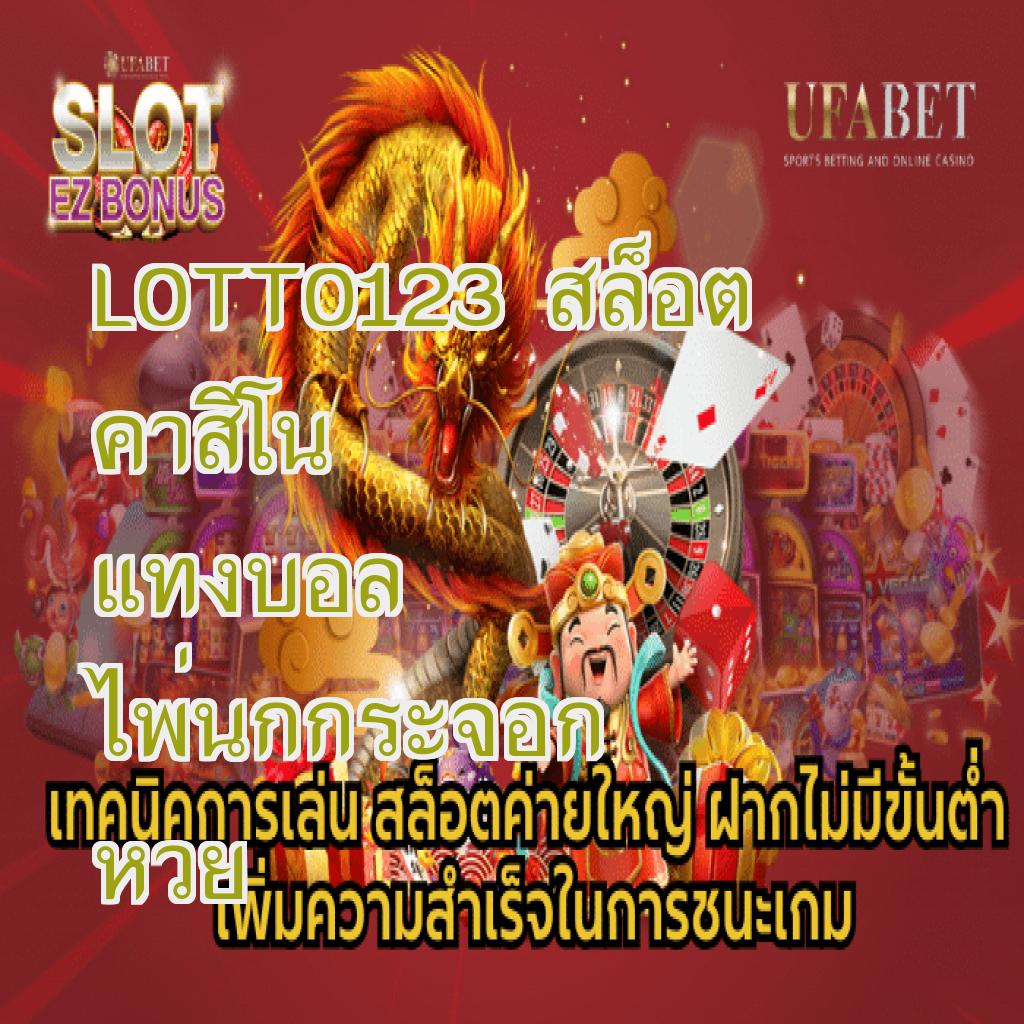 UFABET
SLOT
EZ BONUS
UFABET
SPORTS BETTING AND ONLINE CASINO
LOTTO123 สล็อต
คาสิโน
แทงบอล
ไพ่นกกระจอก
เทคนิคการเล่น สล็อตค่ายใหญ่ ฝากไม่มีขั้นต่ำ
หวย
เพิ่มความสำเร็จในการชนะเกม